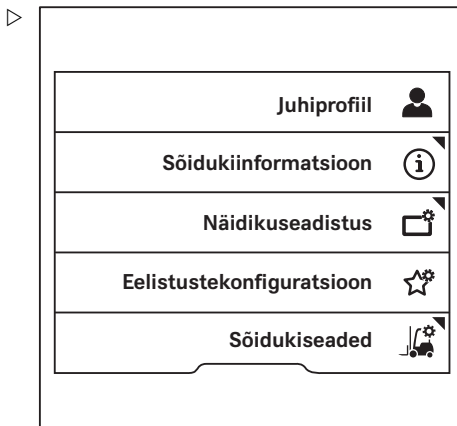 Juhiprofiil
Sõidukiinformatsioon
Näidikuseadistus
Eelistustekonfiguratsioon
Sõidukiseaded